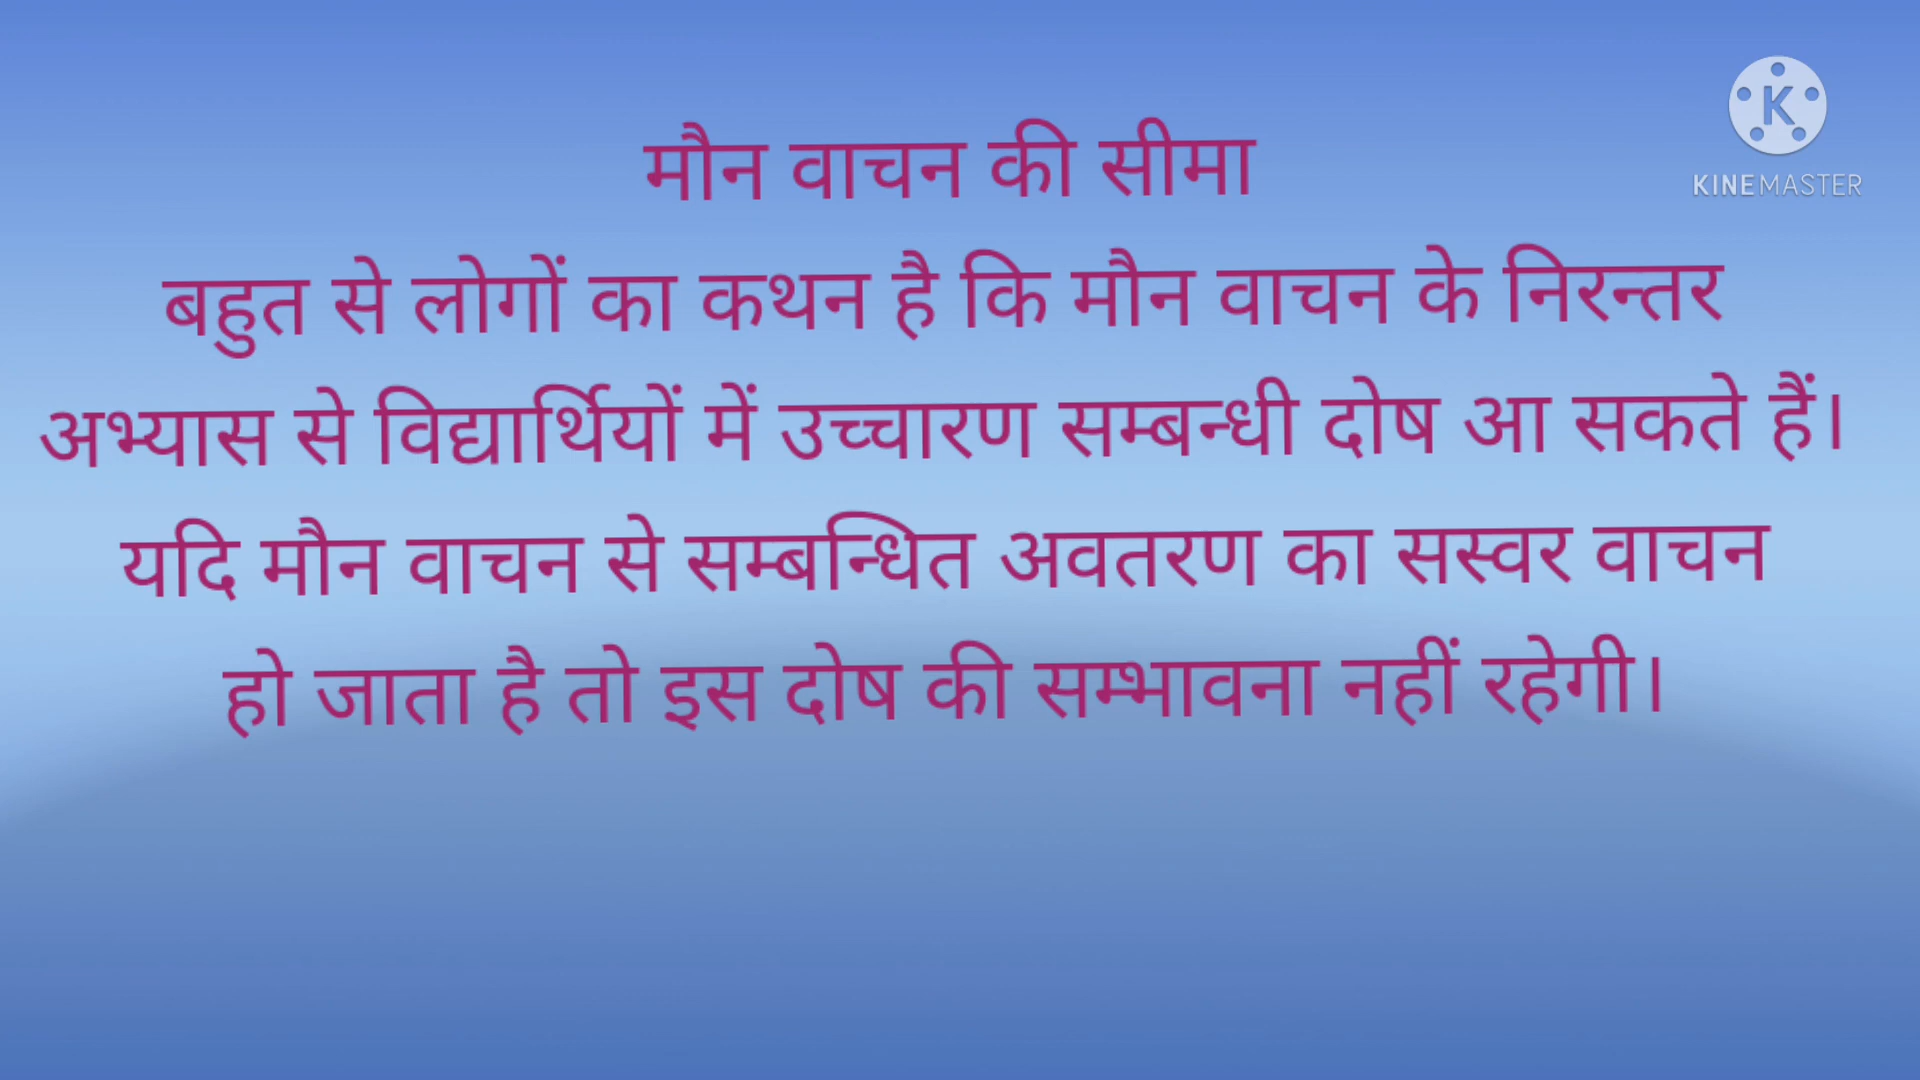 मौन वाचन की सीमा
बहुत से लोगों का कथन है कि मौन वाचन के निरन्तर
अभ्यास से विद्यार्थियों में उच्चारण सम्बन्धी दोष आ सकते हैं।
यदि मौन वाचन से सम्बन्धित अवतरण का सस्वर वाचन
हो जाता है तो इस दोष की सम्भावना नहीं रहेगी।
K
KINEMASTER